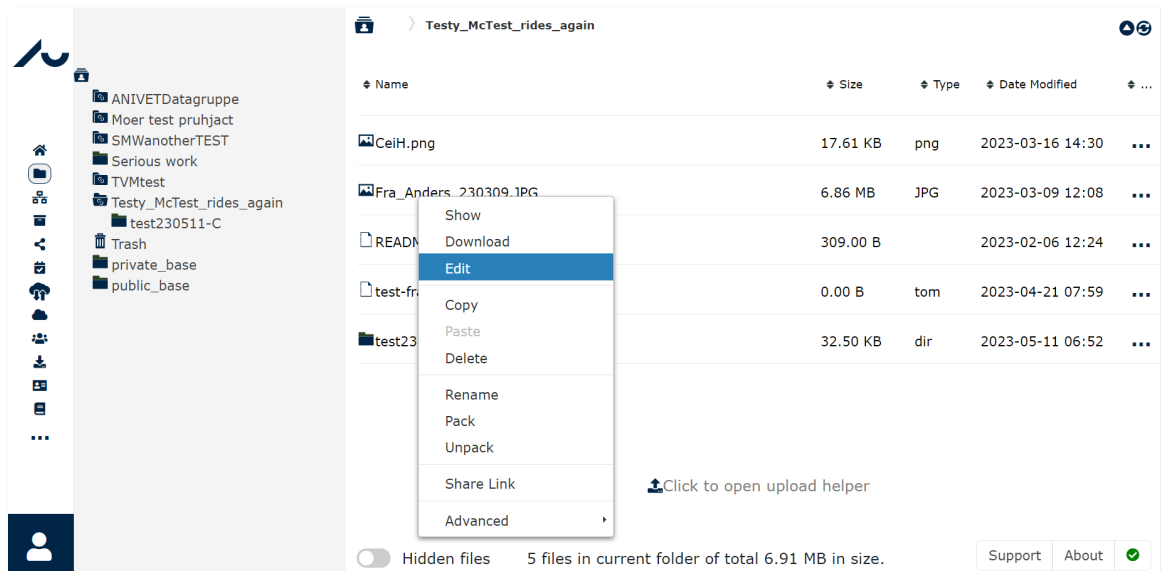 Testy_McTest_rides_again
ANIVETDatagruppe
Moer test pruhjact
SMWanotherTEST
Serious work
TVMtest
Testy_McTest_rides_again
test230511-C
Trash
private_base
public_base
Name Size Type Date Modified ...
CeiH.png 17.61 KB png 2023-03-16 14:30
Fra_Anders_230309.JPG 6.86 MB JPG 2023-03-09 12:08
309.00 B 2023-02-06 12:24
0.00 B tom 2023-04-21 07:59
32.50 KB dir 2023-05-11 06:52
Show
Download
Edit
Copy
Paste
Delete
Rename
Pack
Unpack
Share Link
Advanced
Click to open upload helper
Hidden files 5 files in current folder of total 6.91 MB in size.
Support About